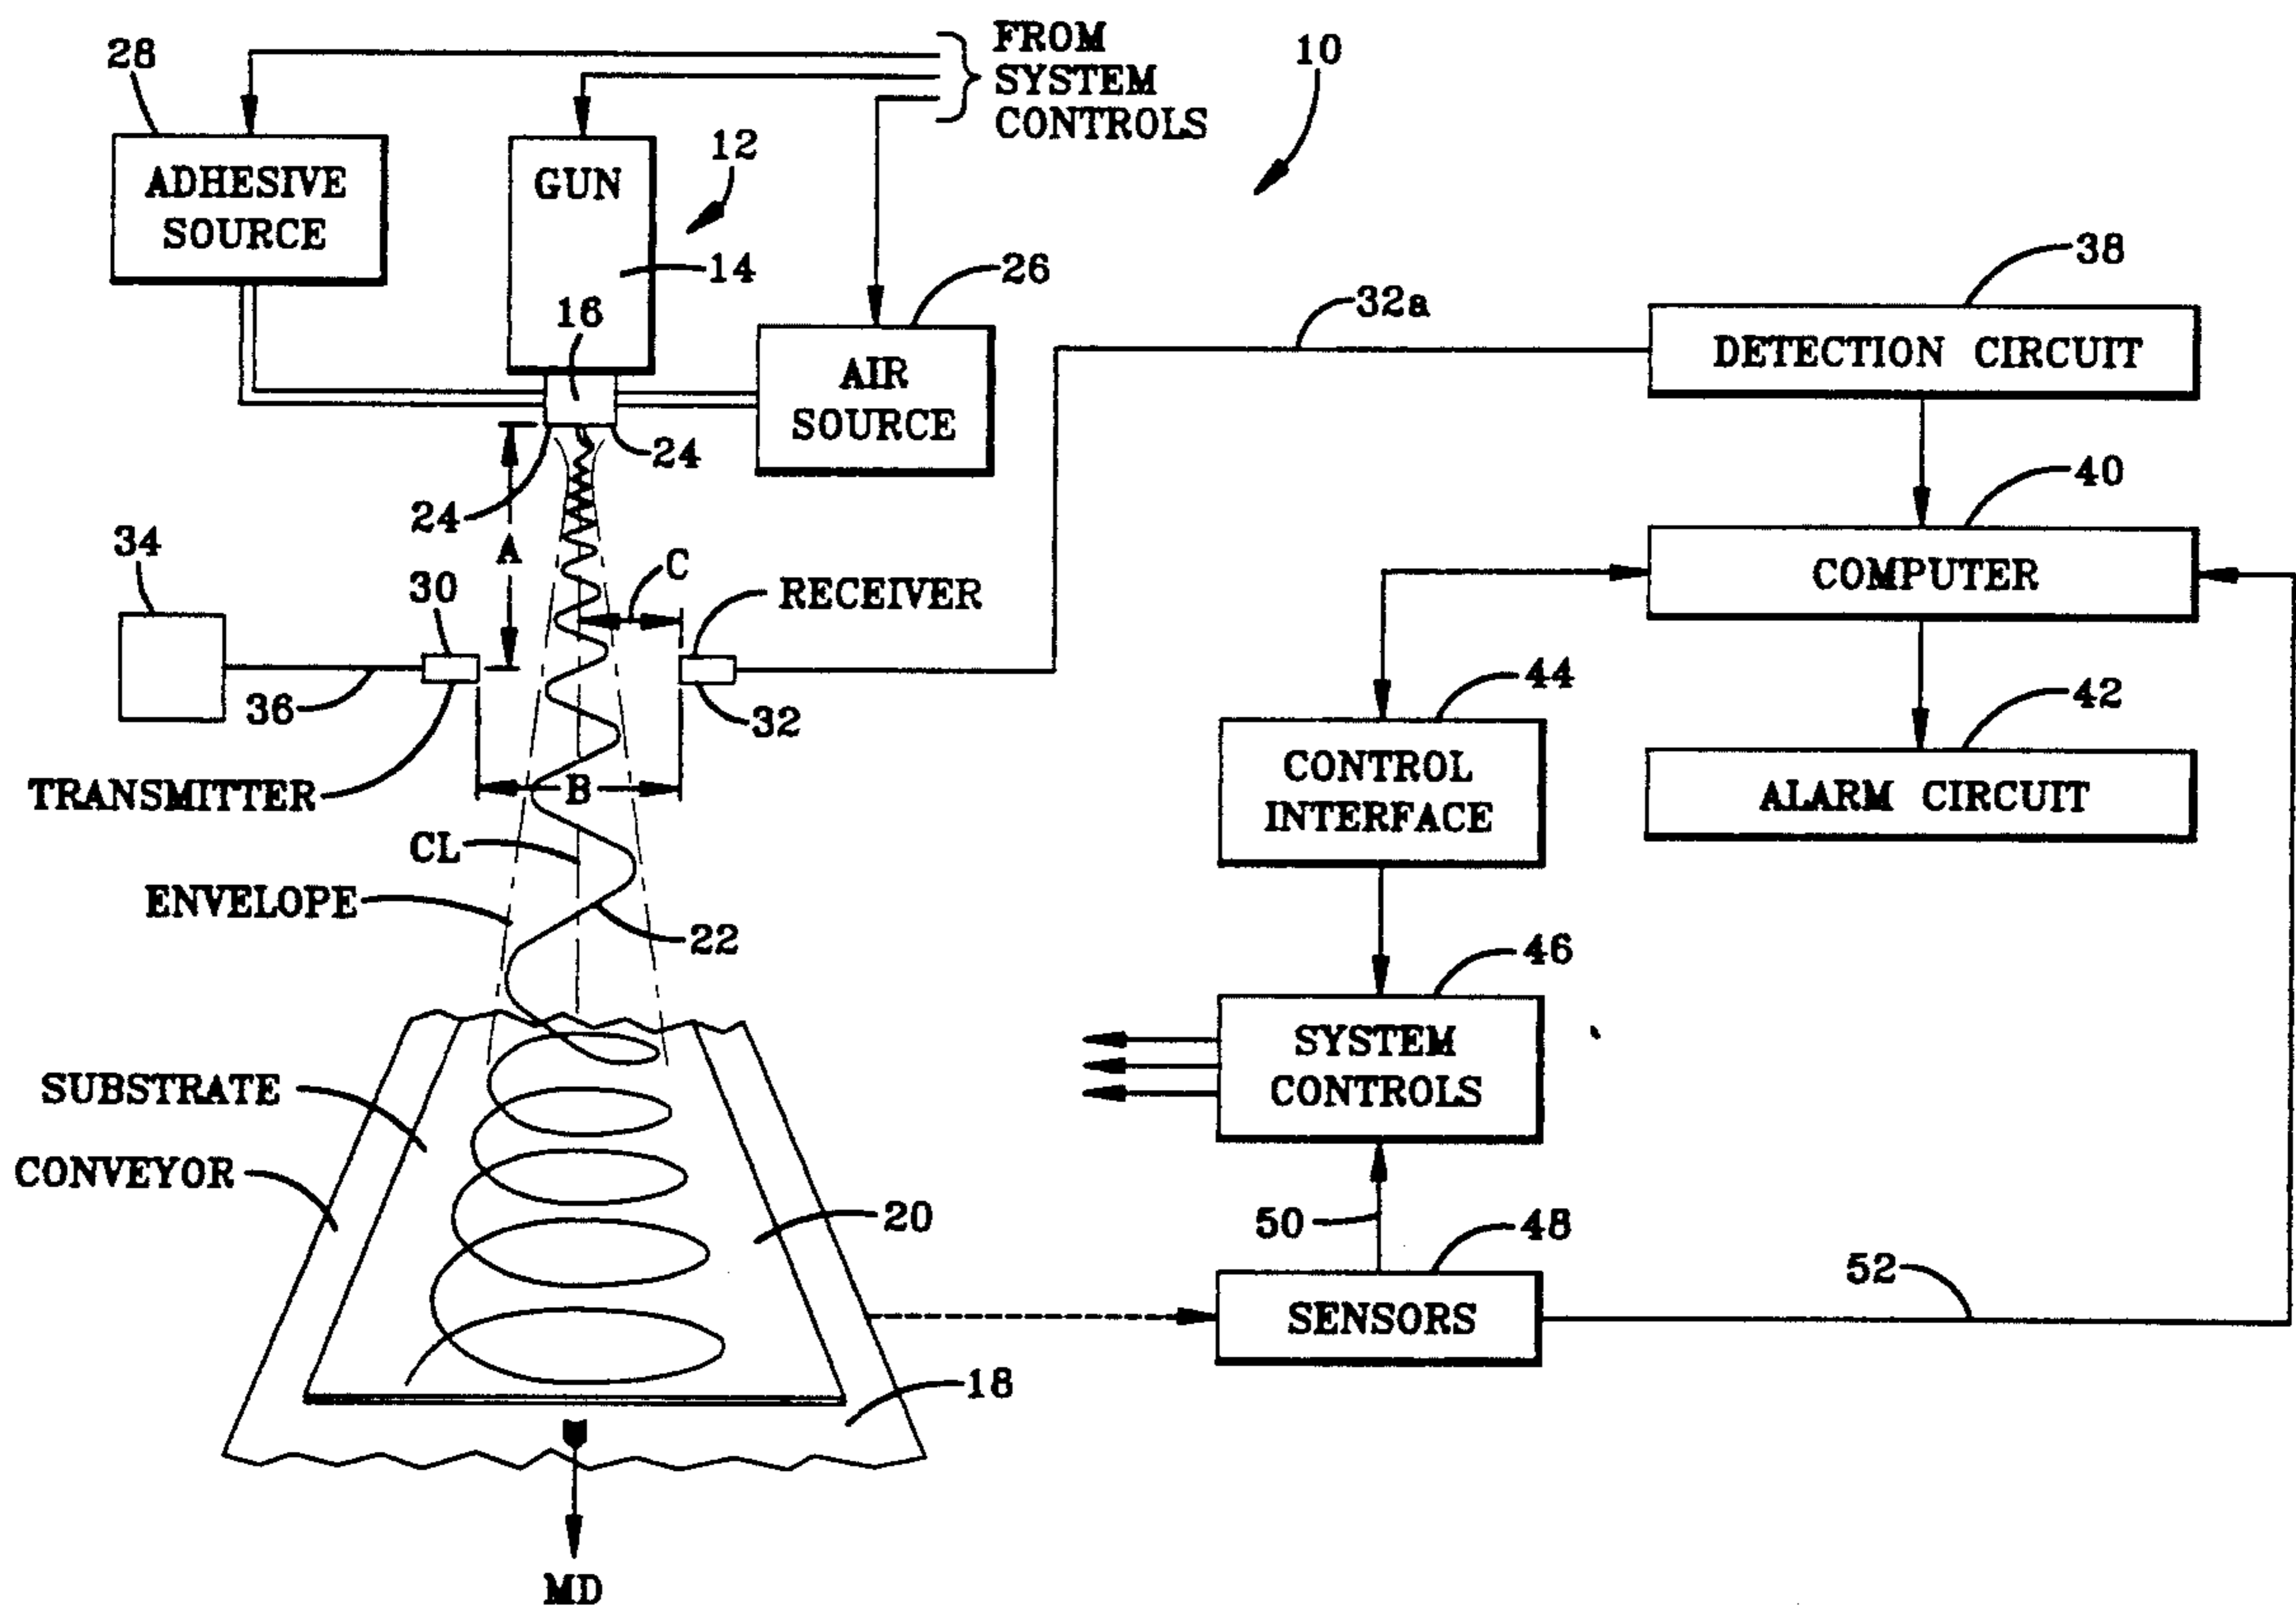 FROM
SYSTEM
CONTROLS
10
28
ADHESIVE
SOURCE
GUN
12
14
16
26
AIR
SOURCE
24
24
A
32a
38
DETECTION CIRCUIT
40
COMPUTER
34
30
C
RECEIVER
36
32
TRANSMITTER
B
44
CONTROL
INTERFACE
42
ALARM CIRCUIT
CL
ENVELOPE
22
46
SYSTEM
CONTROLS
SUBSTRATE
CONVEYOR
20
50
48
SENSORS
52
18
MD